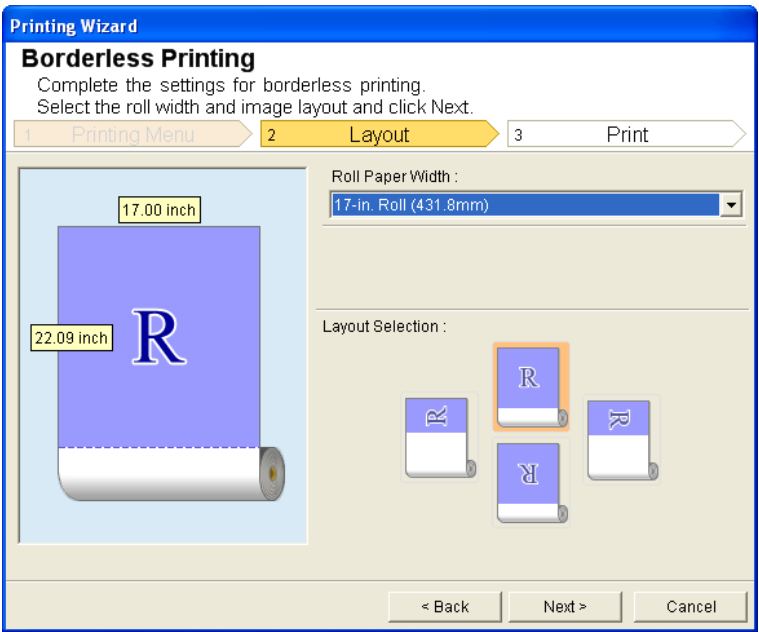 Printing Wizard
Borderless Printing
Complete the settings for borderless printing.
Select the roll width and image layout and click Next.
1 Printing Menu
2 Layout
3 Print
17.00 inch
22.09 inch
R
Roll Paper Width :
17-in. Roll (431.8mm)
Layout Selection :
R
R
R
R
< Back
Next >
Cancel